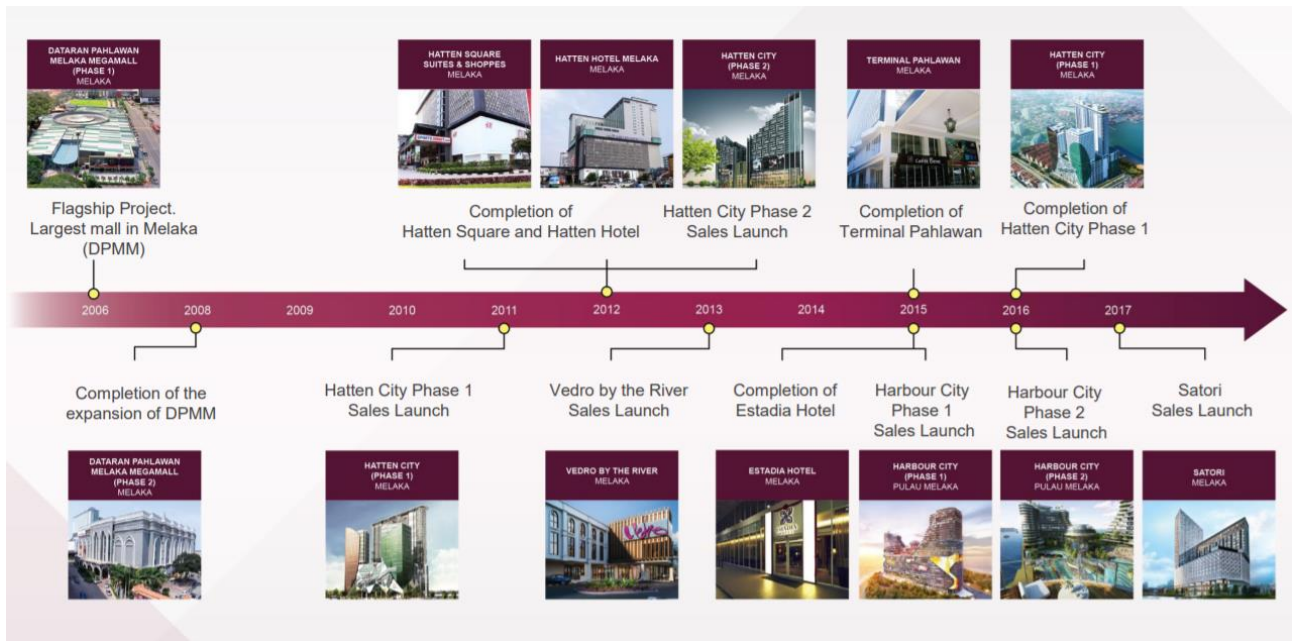 DATARAN PAHLAWAN
MELAKA MEGAMALL
(PHASE 1)
MELAKA
Flagship Project.
Largest mall in Melaka
(DPMM)
HATTEN SQUARE
SUITES & SHOPPES
MELAKA
HATTEN HOTEL MELAKA
MELAKA
Completion of
Hatten Square and Hatten Hotel
HATTEN CITY
(PHASE 2)
MELAKA
Hatten City Phase 2
Sales Launch
TERMINAL PAHLAWAN
MELAKA
Completion of
Terminal Pahlawan
HATTEN CITY
(PHASE 1)
MELAKA
Completion of
Hatten City Phase 1
2006 2008 2009 2010 2011 2012 2013 2014 2015 2016 2017
Completion of the
expansion of DPMM
DATARAN PAHLAWAN
MELAKA MEGAMALL
(PHASE 2)
MELAKA
Hatten City Phase 1
Sales Launch
HATTEN CITY
(PHASE 1)
MELAKA
Vedro by the River
Sales Launch
VEDRO BY THE RIVER
MELAKA
Completion of
Estadia Hotel
ESTADIA HOTEL
MELAKA
Harbour City
Phase 1
Sales Launch
HARBOUR CITY
(PHASE 1)
PULAU MELAKA
Harbour City
Phase 2
Sales Launch
HARBOUR CITY
(PHASE 2)
PULAU MELAKA
Satori
Sales Launch
SATORI
MELAKA